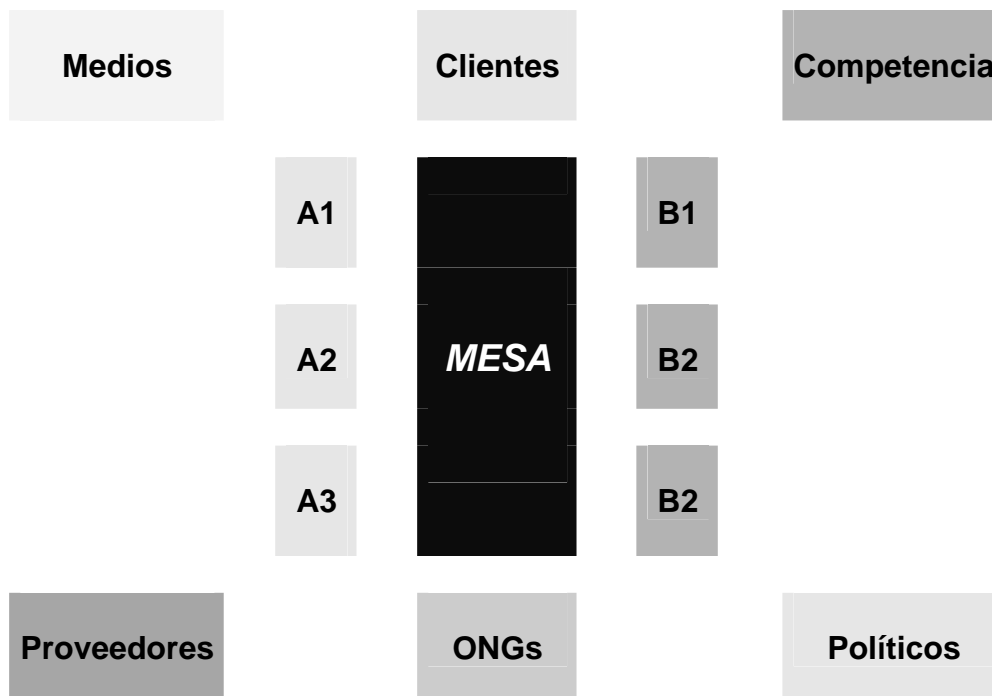 Medios Clientes Competencia
A1 B1
A2 MESA B2
A3 B2
Proveedores ONGs Políticos